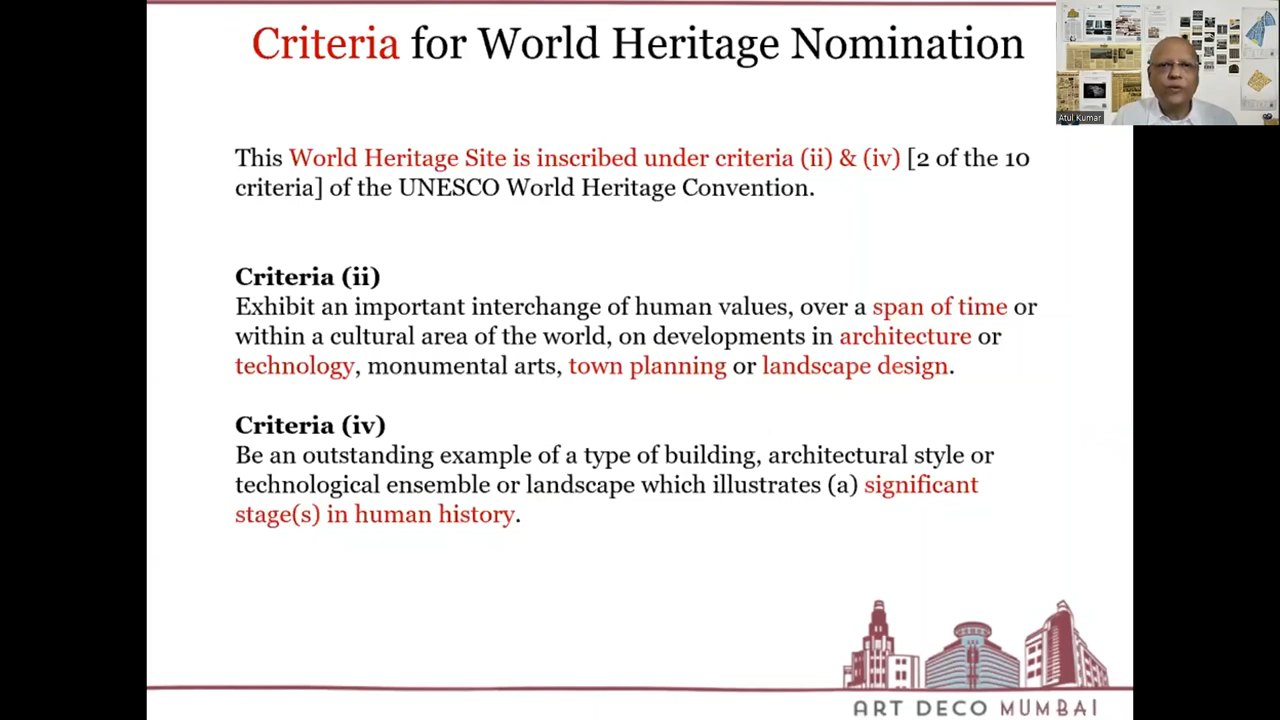 Criteria for World Heritage Nomination
Atul Kumar
This World Heritage Site is inscribed under criteria (ii) & (iv) [2 of the 10
criteria] of the UNESCO World Heritage Convention.
Criteria (ii)
Exhibit an important interchange of human values, over a span of time or
within a cultural area of the world, on developments in architecture or
technology, monumental arts, town planning or landscape design.
Criteria (iv)
Be an outstanding example of a type of building, architectural style or
technological ensemble or landscape which illustrates (a) significant
stage(s) in human history.
ART DECO MUMBAI